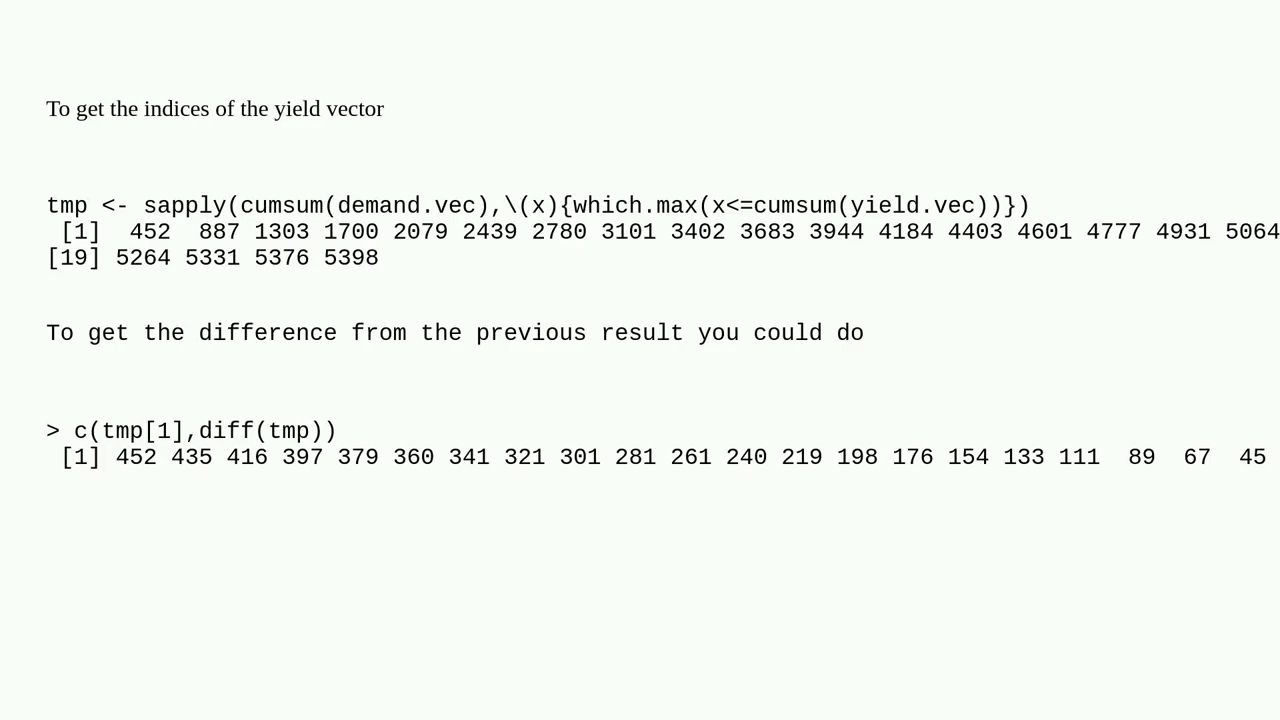 To get the indices of the yield vector
tmp <- sapply(cumsum(demand.vec),\(x){which.max(x<=cumsum(yield.vec))})
 [1]  452  887 1303 1700 2079 2439 2780 3101 3402 3683 3944 4184 4403 4601 4777 4931 5064
[19] 5264 5331 5376 5398
To get the difference from the previous result you could do
> c(tmp[1],diff(tmp))
 [1] 452 435 416 397 379 360 341 321 301 281 261 240 219 198 176 154 133 111  89  67  45